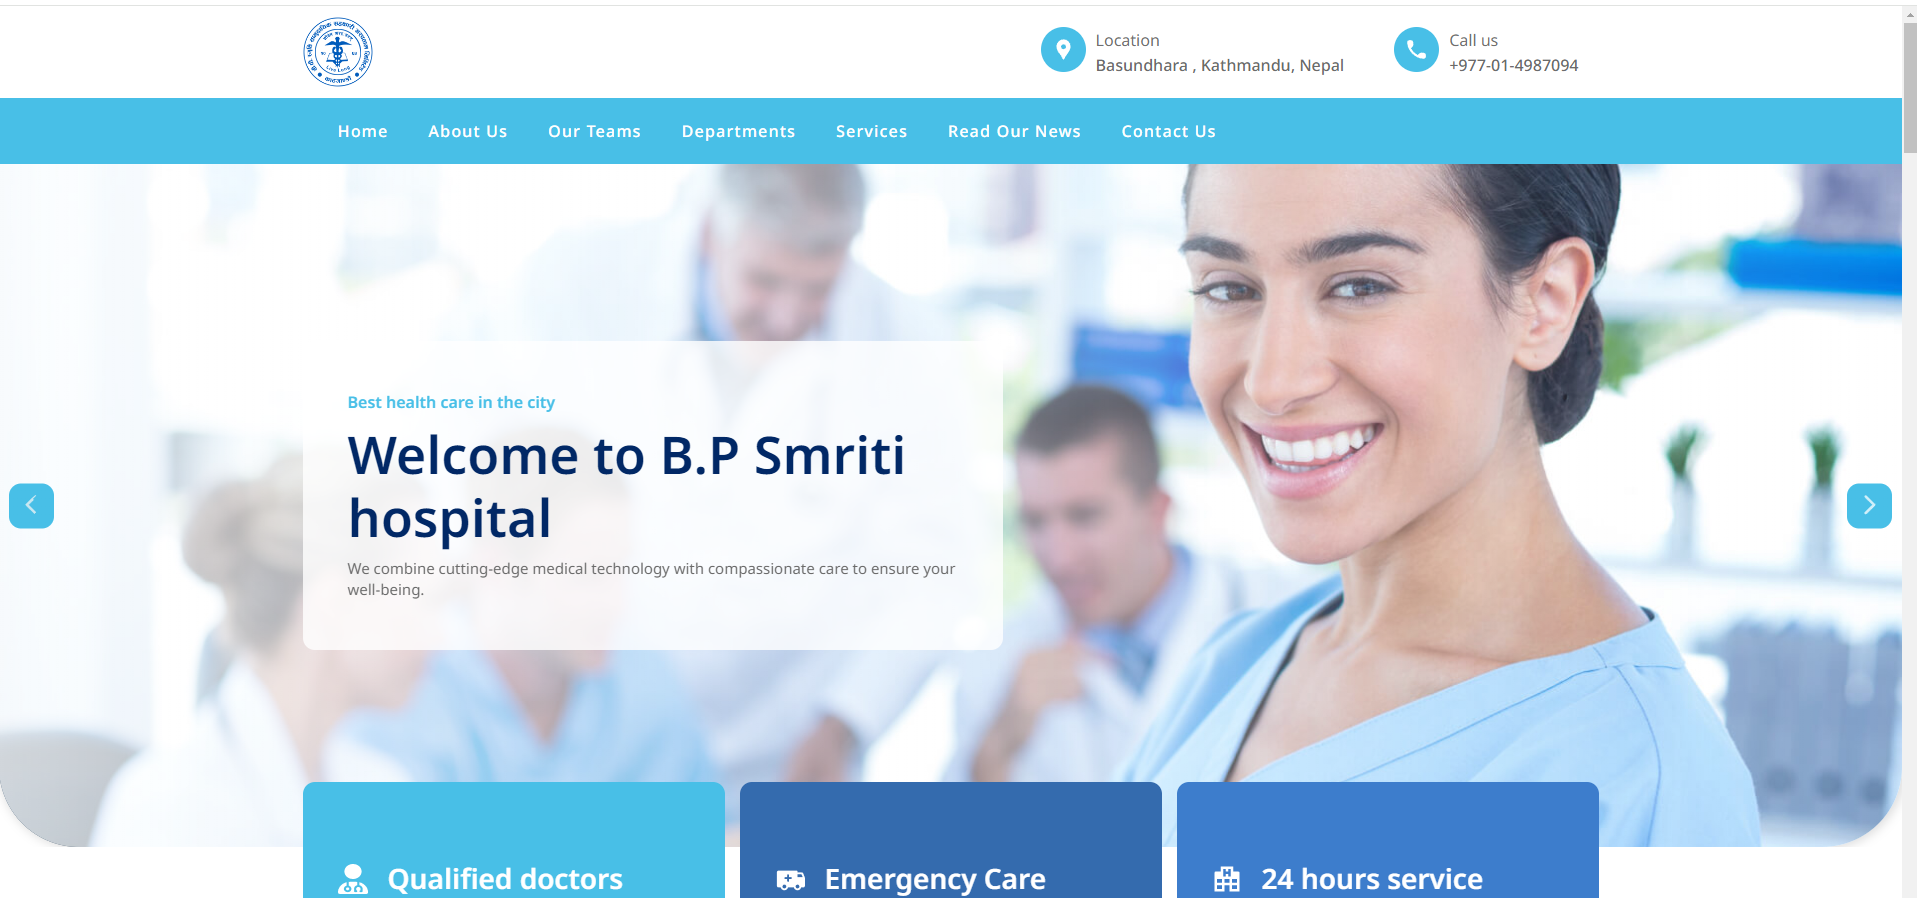 Location
Basundhara , Kathmandu, Nepal
Call us
+977-01-4987094
Home
About Us
Our Teams
Departments
Services
Read Our News
Contact Us
Best health care in the city
Welcome to B.P Smriti
hospital
We combine cutting-edge medical technology with compassionate care to ensure your
well-being.
Qualified doctors
Emergency Care
24 hours service